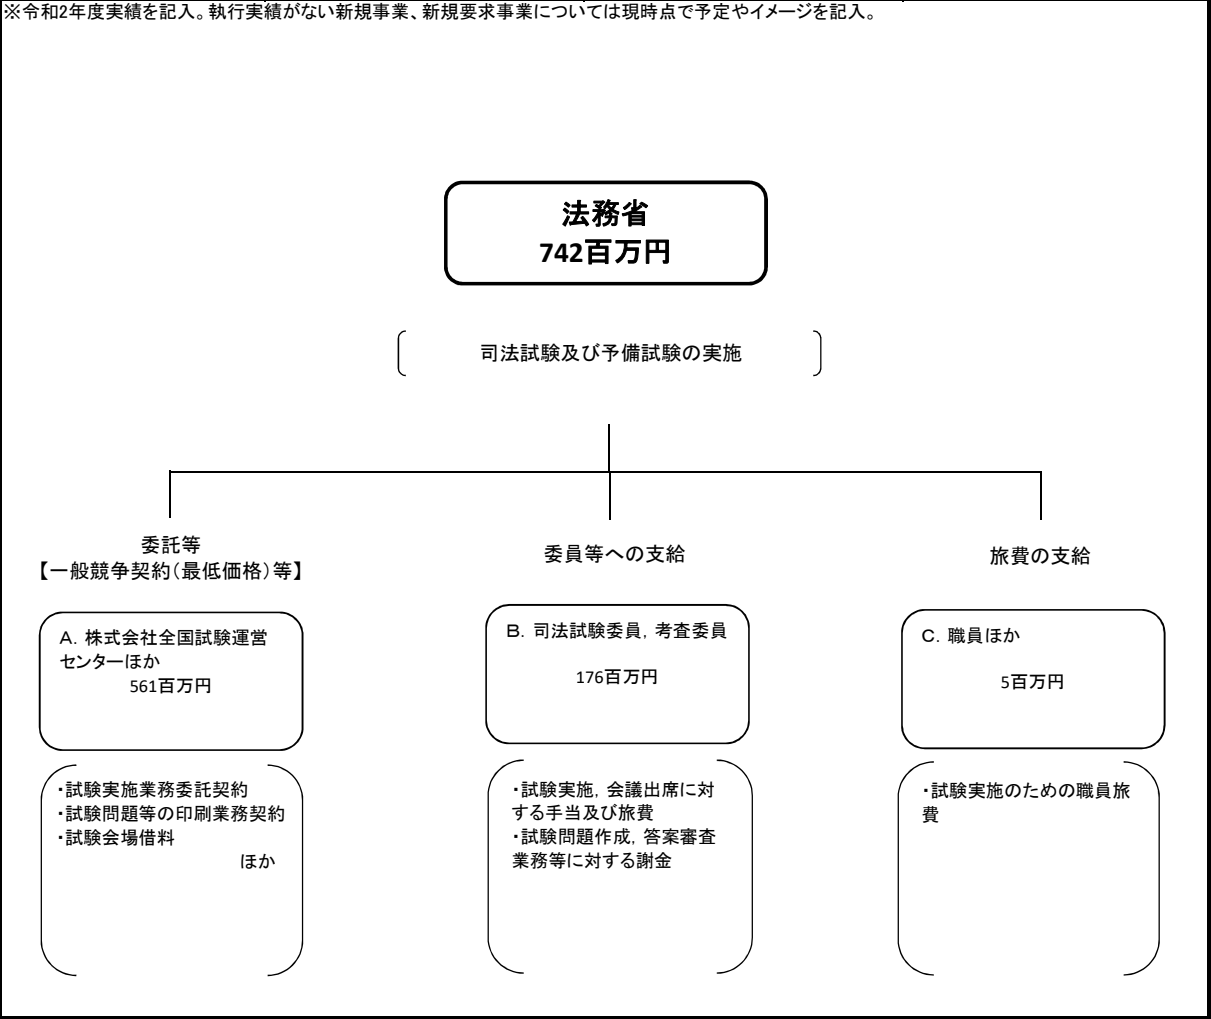 ※令和2年度実績を記入。執行実績がない新規事業、新規要求事業については現時点で予定やイメージを記入。
法務省
742百万円
司法試験及び予備試験の実施
委託等
【一般競争契約（最低価格）等】
A．株式会社全国試験運営
センターほか
561百万円
・試験実施業務委託契約
・試験問題等の印刷業務契約
・試験会場借料
ほか
委員等への支給
B．司法試験委員，考査委員
176百万円
・試験実施，会議出席に対
する手当及び旅費
・試験問題作成，答案審査
業務等に対する謝金
旅費の支給
C．職員ほか
5百万円
・試験実施のための職員旅
費